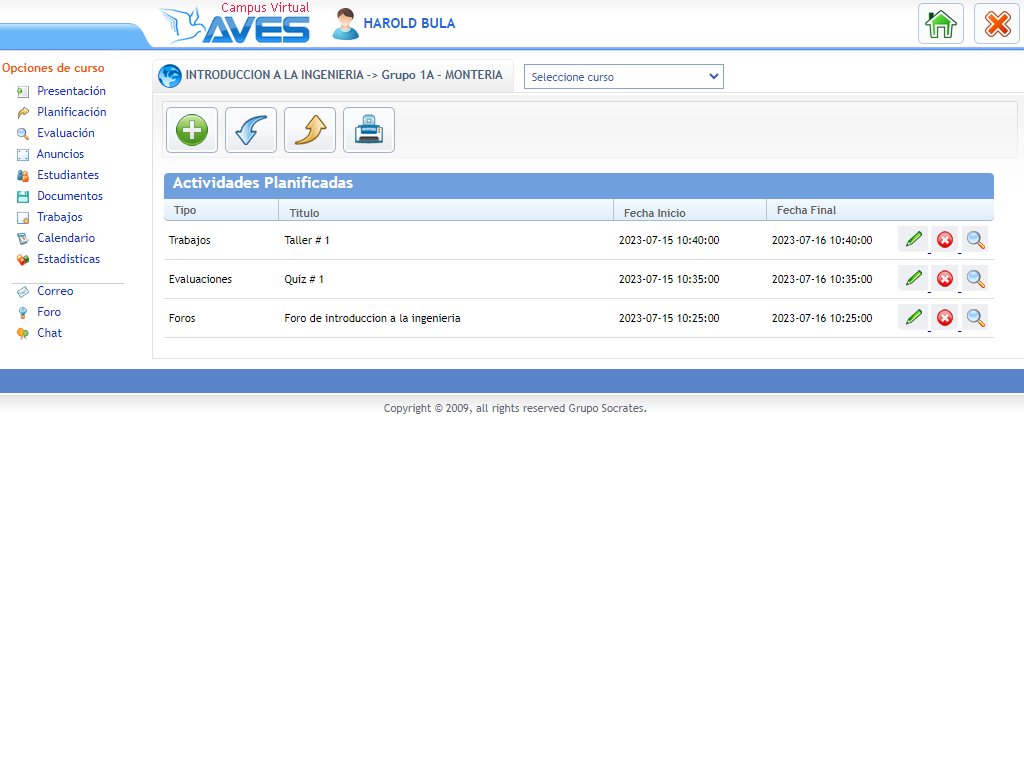 Campus Virtual
AVES
HAROLD BULA
Opciones de curso
Presentación
Planificación
Evaluación
Anuncios
Estudiantes
Documentos
Trabajos
Calendario
Estadisticas
Correo
Foro
Chat
INTRODUCCION A LA INGENIERIA -> Grupo 1A - MONTERIA
Seleccione curso
Actividades Planificadas
Tipo Titulo Fecha Inicio Fecha Final
Trabajos Taller # 1 2023-07-15 10:40:00 2023-07-16 10:40:00
Evaluaciones Quiz # 1 2023-07-15 10:35:00 2023-07-16 10:35:00
Foros Foro de introduccion a la ingenieria 2023-07-15 10:25:00 2023-07-16 10:25:00
Copyright © 2009, all rights reserved Grupo Socrates.